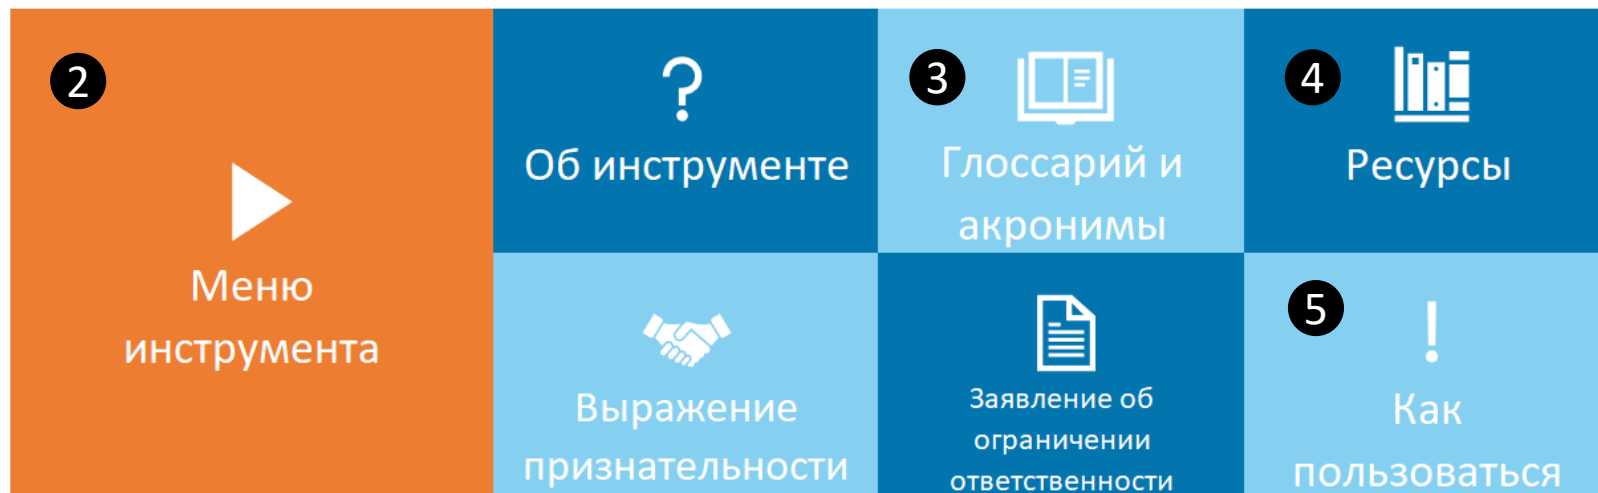 2
Меню
инструмента
?
Об инструменте
3
Глоссарий и
акронимы
4
Ресурсы
Выражение
признательности
Заявление об
ограничении
ответственности
5
!
Как
пользоваться